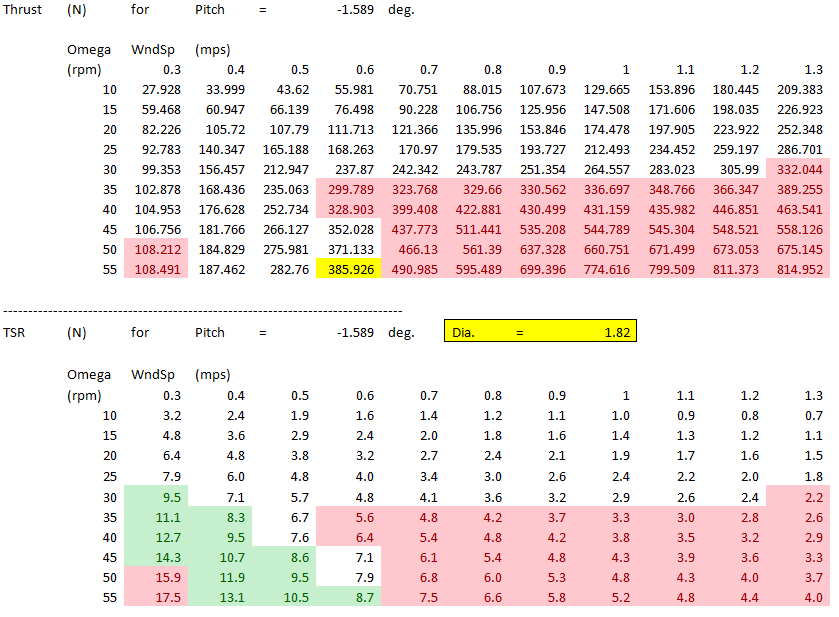 Thrust (N) for Pitch = -1.589 deg.
Omega WndSp (mps)
(rpm) 0.3 0.4 0.5 0.6 0.7 0.8 0.9 1 1.1 1.2 1.3
10 27.928 33.999 43.62 55.981 70.751 88.015 107.673 129.665 153.896 180.445 209.383
15 59.468 60.947 66.139 76.498 90.228 106.756 125.956 147.508 171.606 198.035 226.923
20 82.226 105.72 107.79 111.713 121.366 135.996 153.846 174.478 197.905 223.922 252.348
25 92.783 140.347 165.188 168.263 170.97 179.535 193.727 212.493 234.452 259.197 286.701
30 99.353 156.457 212.947 237.87 242.342 243.787 251.354 264.557 283.023 305.99 332.044
35 102.878 168.436 235.063 299.789 323.768 329.66 330.562 336.697 348.766 366.347 389.255
40 104.953 176.628 252.734 328.903 399.408 422.881 430.499 431.159 435.982 446.851 463.541
45 106.756 181.766 266.127 352.028 437.773 511.441 535.208 544.789 545.304 548.521 558.126
50 108.212 184.829 275.981 371.133 466.13 561.39 637.328 660.751 671.499 673.053 675.145
55 108.491 187.462 282.76 385.926 490.985 595.489 699.396 774.616 799.509 811.373 814.952
--------------------------------------------------------------------------------
TSR (N) for Pitch = -1.589 deg. Dia. = 1.82
Omega WndSp (mps)
(rpm) 0.3 0.4 0.5 0.6 0.7 0.8 0.9 1 1.1 1.2 1.3
10 3.2 2.4 1.9 1.6 1.4 1.2 1.1 1.0 0.9 0.8 0.7
15 4.8 3.6 2.9 2.4 2.0 1.8 1.6 1.4 1.3 1.2 1.1
20 6.4 4.8 3.8 3.2 2.7 2.4 2.1 1.9 1.7 1.6 1.5
25 7.9 6.0 4.8 4.0 3.4 3.0 2.6 2.4 2.2 2.0 1.8
30 9.5 7.1 5.7 4.8 4.1 3.6 3.2 2.9 2.6 2.4 2.2
35 11.1 8.3 6.7 5.6 4.8 4.2 3.7 3.3 3.0 2.8 2.6
40 12.7 9.5 7.6 6.4 5.4 4.8 4.2 3.8 3.5 3.2 2.9
45 14.3 10.7 8.6 7.1 6.1 5.4 4.8 4.3 3.9 3.6 3.3
50 15.9 11.9 9.5 7.9 6.8 6.0 5.3 4.8 4.3 4.0 3.7
55 17.5 13.1 10.5 8.7 7.5 6.6 5.8 5.2 4.8 4.4 4.0